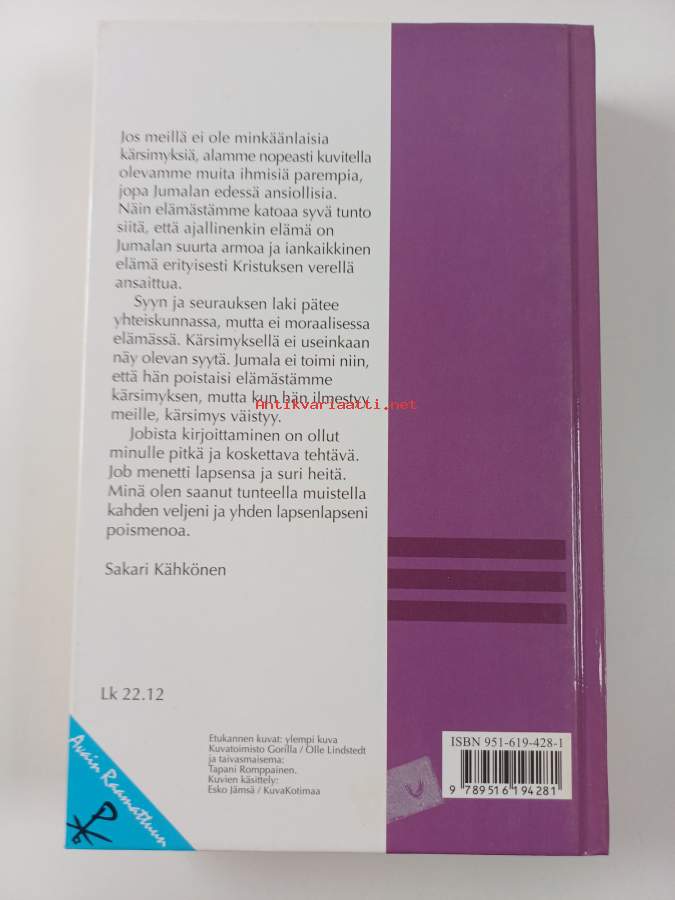 Jos meillä ei ole minkäänlaisia
kärsimyksiä, alamme nopeasti kuvitella
olevamme muita ihmisiä parempia,
jopa Jumalan edessä ansiollisia.
Näin elämästämme katoaa syvä tunto
siitä, että ajallinenkin elämä on
Jumalan suurta armoa ja iankaikkinen
elämä erityisesti Kristuksen verellä
ansaittua.
Syyn ja seurauksen laki pätee
yhteiskunnassa, mutta ei moraalisessa
elämässä. Kärsimyksellä ei useinkaan
näy olevan syytä. Jumala ei toimi niin,
että hän poistaisi elämästämme
kärsimyksen, mutta kun hän ilmestyy
Antikvariaatti.net
meille, kärsimys väistyy.
Jobista kirjoittaminen on ollut
minulle pitkä ja koskettava tehtävä.
Job menetti lapsensa ja suri heitä.
Minä olen saanut tunteella muistella
kahden veljeni ja yhden lapsenlapseni
poismenoa.
Sakari Kähkönen
Lk 22.12
Avain Raamattuun
Etukannen kuvat: ylempi kuva
Kuvatoimisto Gorilla / Olle Lindstedt
ja taivasmaisema:
Tapani Romppainen.
Kuvien käsittely:
Esko Jämsä / KuvaKotimaa
ISBN 951-619-428-1
9 789516 194281